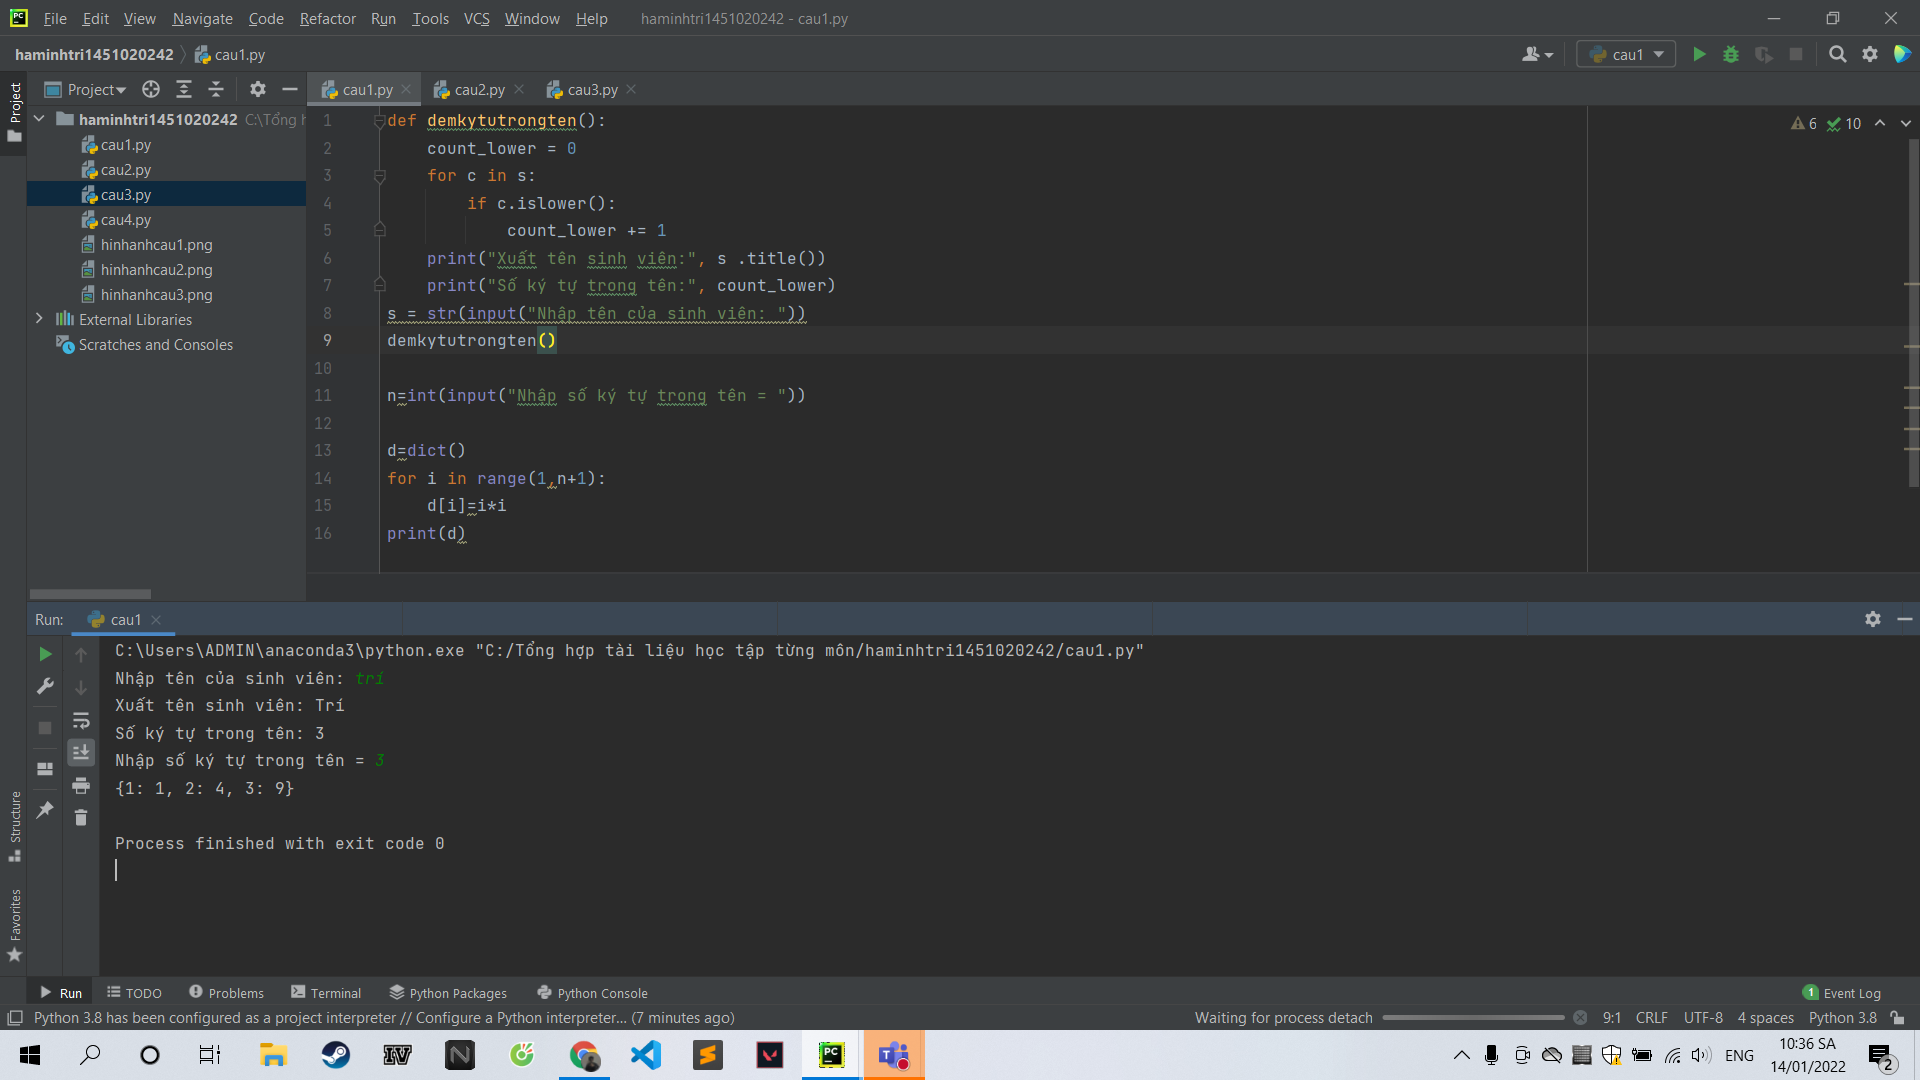 File Edit View Navigate Code Refactor Run Tools VCS Window Help haminhtri1451020242 - cau1.py
haminhtri1451020242 cau1.py
cau1
Project
Project
cau1.py
cau2.py
cau3.py
haminhtri1451020242 C:\Tổng h
cau1.py
cau2.py
cau3.py
cau4.py
hinhanhcau1.png
hinhanhcau2.png
hinhanhcau3.png
External Libraries
Scratches and Consoles
6 10
1 def demkytutrongten():
2 count_lower = 0
3 for c in s:
4 if c.islower():
5 count_lower += 1
6 print("Xuất tên sinh viên:", s .title())
7 print("Số ký tự trong tên:", count_lower)
8 s = str(input("Nhập tên của sinh viên: "))
9 demkytutrongten()
10
11 n=int(input("Nhập số ký tự trong tên = "))
12
13 d=dict()
14 for i in range(1,n+1):
15 d[i]=i*i
16 print(d)
Run: cau1
C:\Users\ADMIN\anaconda3\python.exe "C:/Tổng hợp tài liệu học tập từng môn/haminhtri1451020242/cau1.py"
Nhập tên của sinh viên: trí
Xuất tên sinh viên: Trí
Số ký tự trong tên: 3
Nhập số ký tự trong tên = 3
{1: 1, 2: 4, 3: 9}
Process finished with exit code 0
Structure
Favorites
Run TODO Problems Terminal Python Packages Python Console 1 Event Log
Python 3.8 has been configured as a project interpreter // Configure a Python interpreter... (7 minutes ago) Waiting for process detach 9:1 CRLF UTF-8 4 spaces Python 3.8
ENG
10:36 SA
14/01/2022
2